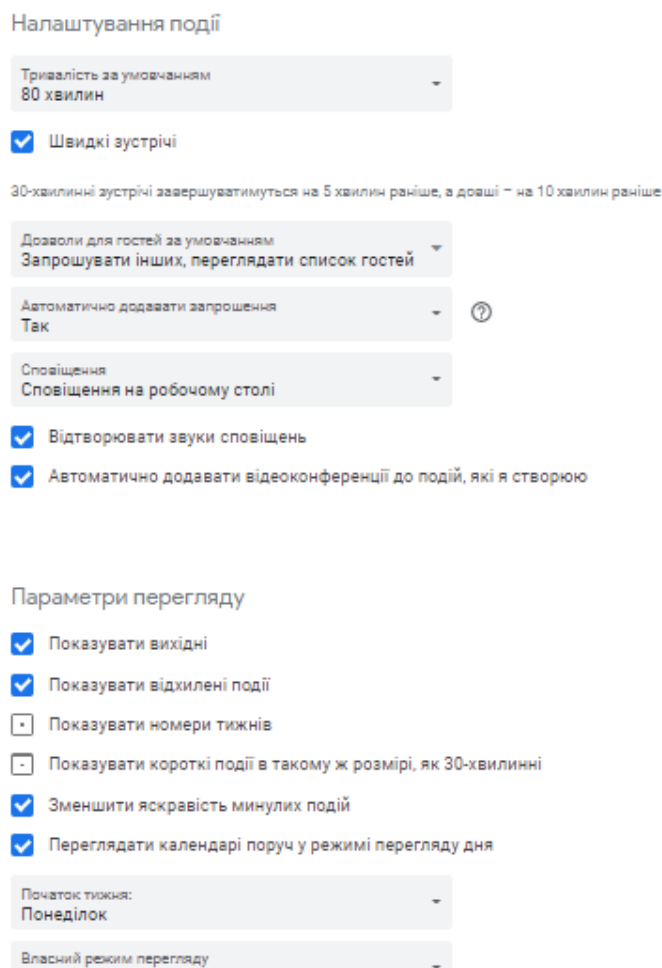 Налаштування події
Тривалість за умовчанням
80 хвилин
Швидкі зустрічі
30-хвилинні зустрічі завершуватимуться на 5 хвилин раніше, а довші – на 10 хвилин раніше
Дозволи для гостей за умовчанням
Запрошувати інших, переглядати список гостей
Автоматично додавати запрошення
Так
Сповіщення
Сповіщення на робочому столі
Відтворювати звуки сповіщень
Автоматично додавати відеоконференції до подій, які я створюю
Параметри перегляду
Показувати вихідні
Показувати відхилені події
Показувати номери тижнів
Показувати короткі події в такому ж розмірі, як 30-хвилинні
Зменшити яскравість минулих подій
Переглядати календарі поруч у режимі перегляду дня
Початок тижня:
Понеділок
Власний режим перегляду